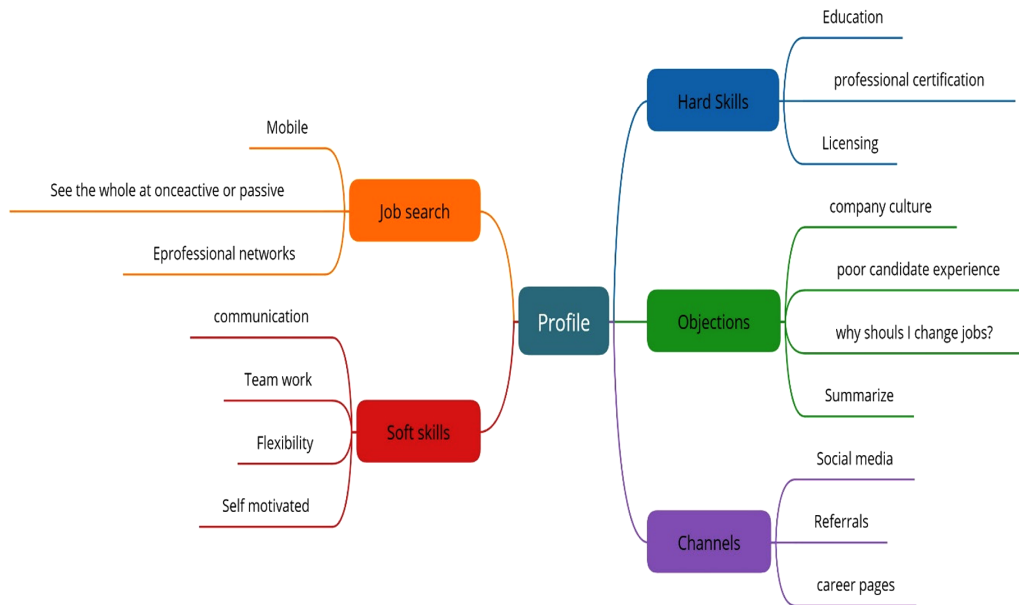 Profile
Job search
Mobile
See the whole at onceactive or passive
Eprofessional networks
Soft skills
communication
Team work
Flexibility
Self motivated
Hard Skills
Education
professional certification
Licensing
Objections
company culture
poor candidate experience
why shouls I change jobs?
Summarize
Channels
Social media
Referrals
career pages